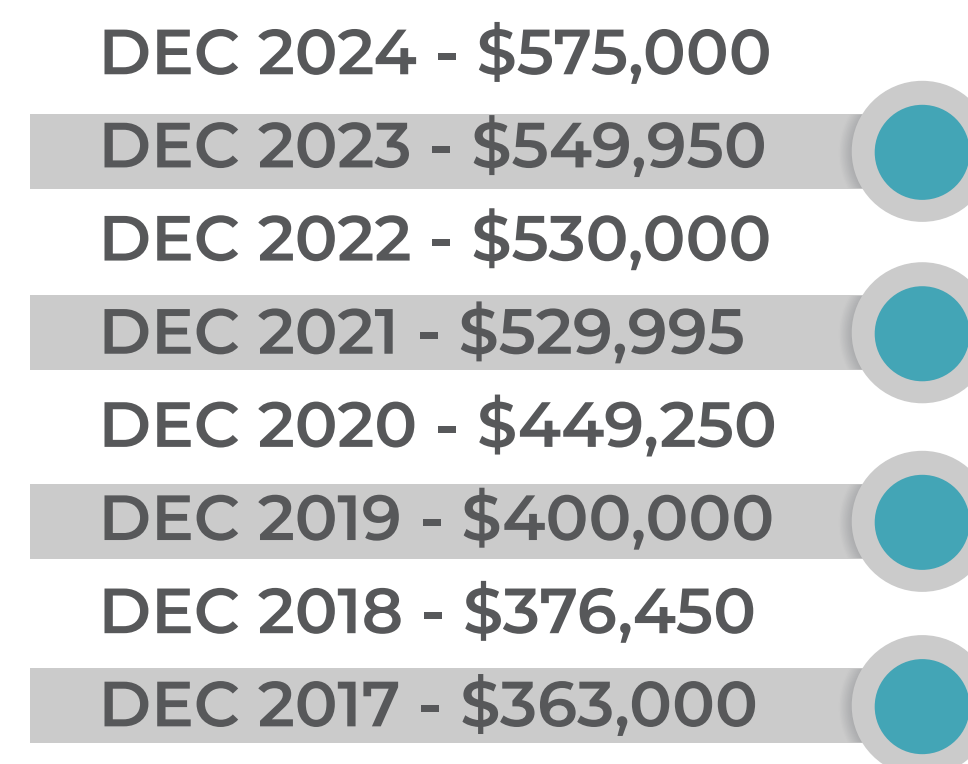 DEC 2024 - $575,000
DEC 2023 - $549,950
DEC 2022 - $530,000
DEC 2021 - $529,995
DEC 2020 - $449,250
DEC 2019 - $400,000
DEC 2018 - $376,450
DEC 2017 - $363,000